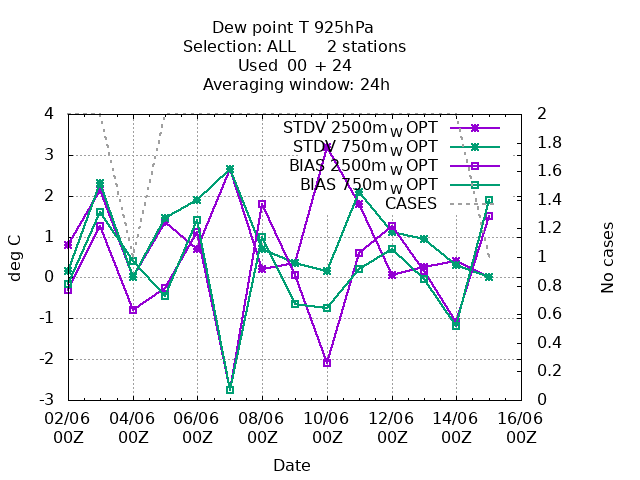 Dew point T 925hPa
Selection: ALL 2 stations
Used 00 + 24
Averaging window: 24h
STDV 2500m_W OPT
STDV 750m_W OPT
BIAS 2500m_W OPT
BIAS 750m_W OPT
CASES
4
3
2
1
0
-1
-2
-3
deg C
2
1.8
1.6
1.4
1.2
1
0.8
0.6
0.4
0.2
0
No cases
02/06 04/06 06/06 08/06 10/06 12/06 14/06 16/06
00Z 00Z 00Z 00Z 00Z 00Z 00Z 00Z
Date